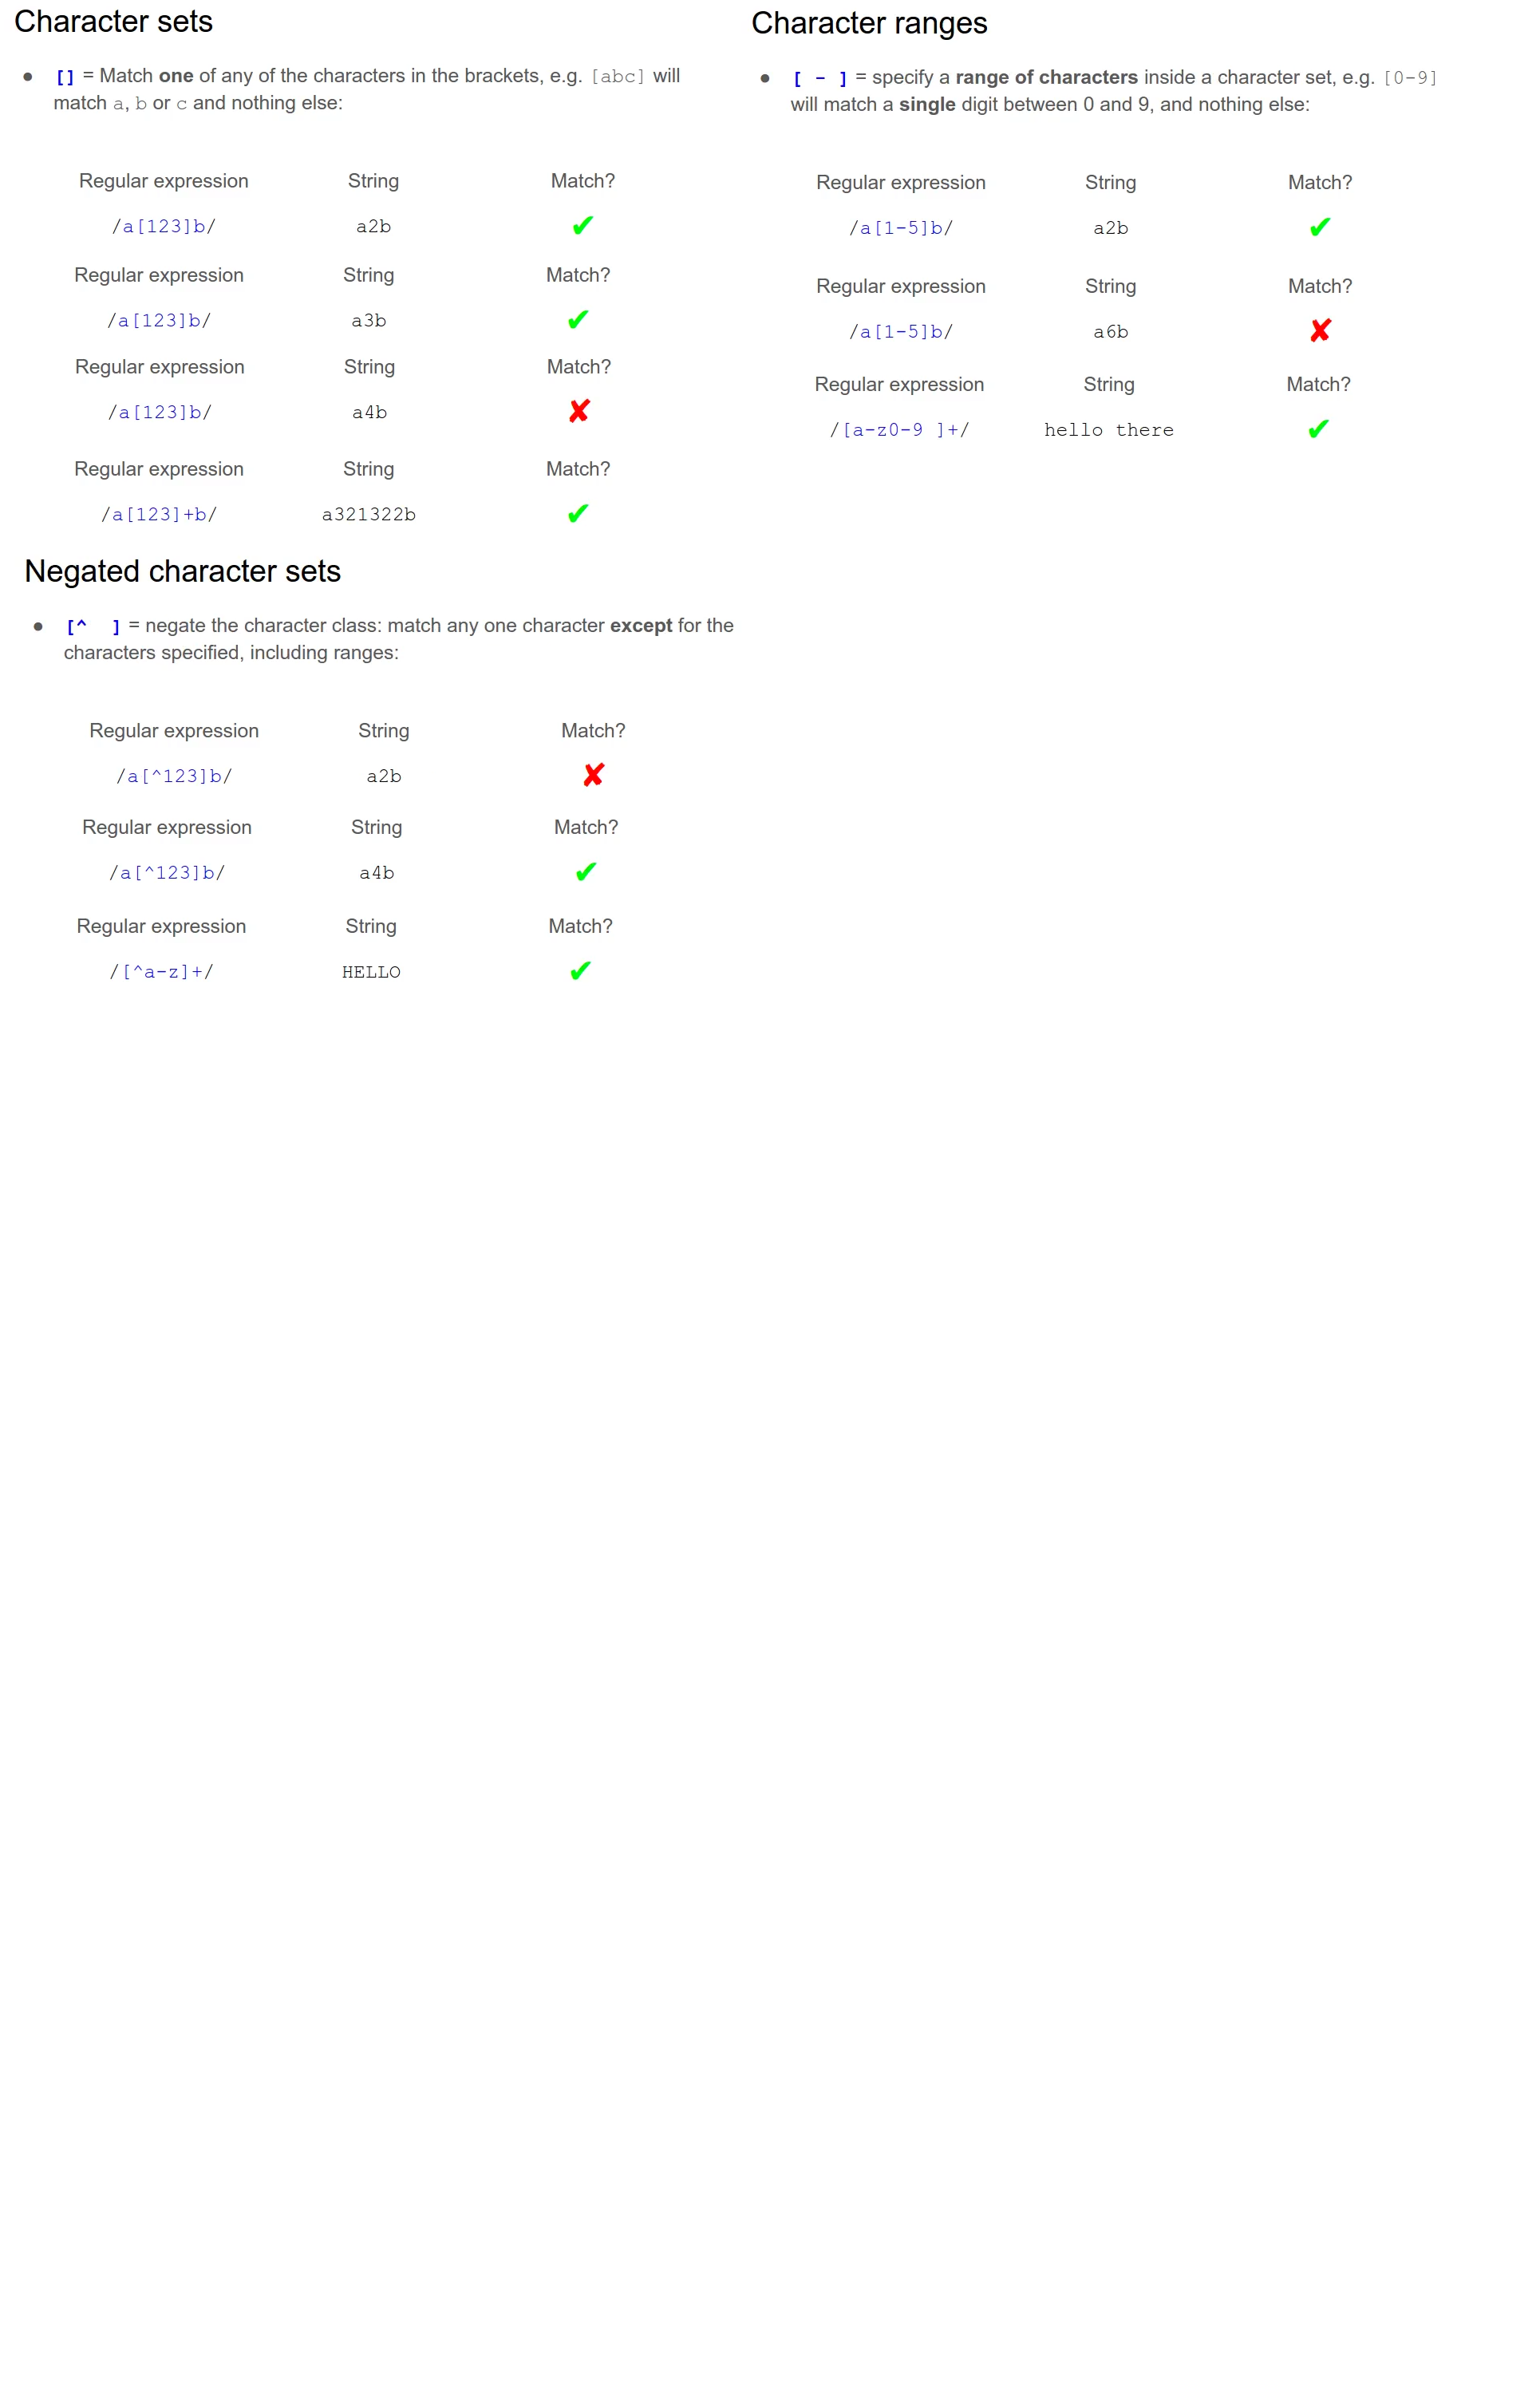 Character sets
● [] = Match one of any of the characters in the brackets, e.g. [abc] will
match a, b or c and nothing else:
Regular expression String Match?
/a[123]b/ a2b ✔
Regular expression String Match?
/a[123]b/ a3b ✔
Regular expression String Match?
/a[123]b/ a4b ✘
Regular expression String Match?
/a[123]+b/ a321322b ✔
Character ranges
● [ - ] = specify a range of characters inside a character set, e.g. [0-9]
will match a single digit between 0 and 9, and nothing else:
Regular expression String Match?
/a[1-5]b/ a2b ✔
Regular expression String Match?
/a[1-5]b/ a6b ✘
Regular expression String Match?
/[a-z0-9 ]+/ hello there ✔
Negated character sets
● [^  ] = negate the character class: match any one character except for the
characters specified, including ranges:
Regular expression String Match?
/a[^123]b/ a2b ✘
Regular expression String Match?
/a[^123]b/ a4b ✔
Regular expression String Match?
/[^a-z]+/ HELLO ✔